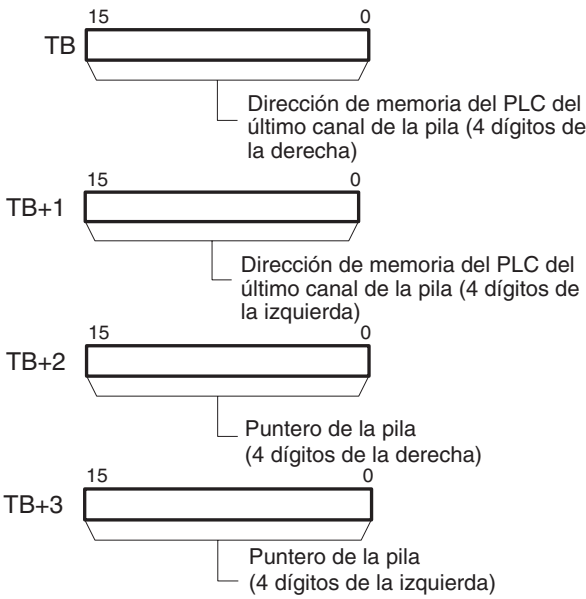 15 0
TB
Dirección de memoria del PLC del
último canal de la pila (4 dígitos de
la derecha)
15 0
TB+1
Dirección de memoria del PLC del
último canal de la pila (4 dígitos de
la izquierda)
15 0
TB+2
Puntero de la pila
(4 dígitos de la derecha)
15 0
TB+3
Puntero de la pila
(4 dígitos de la izquierda)